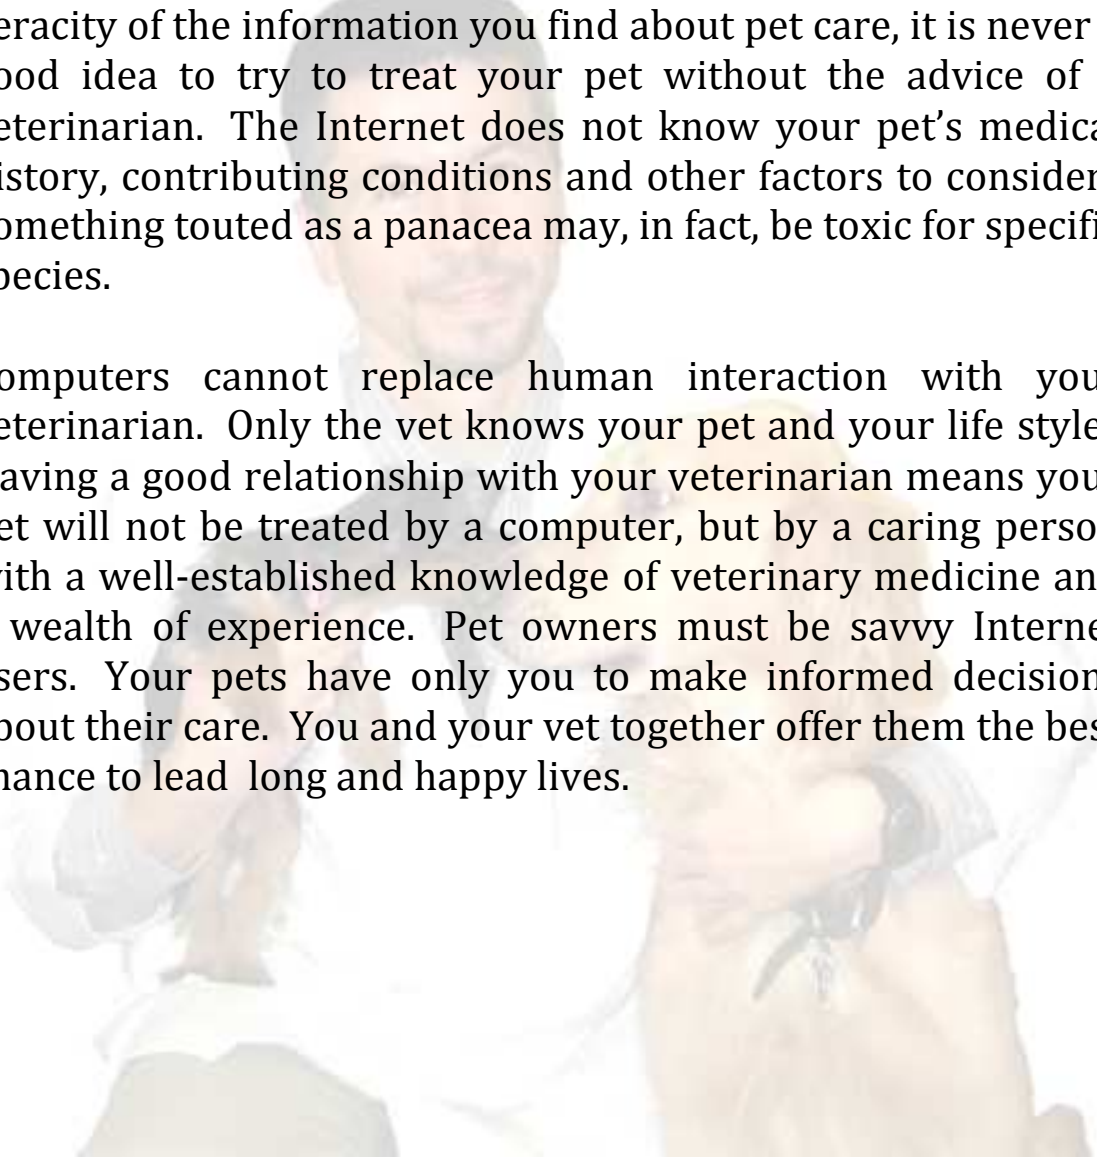 eracity of the information you find about pet care, it is never
ood idea to try to treat your pet without the advice of
eterinarian. The Internet does not know your pet’s medica
istory, contributing conditions and other factors to consider
omething touted as a panacea may, in fact, be toxic for specifi
pecies.
omputers cannot replace human interaction with you
eterinarian. Only the vet knows your pet and your life style
aving a good relationship with your veterinarian means you
et will not be treated by a computer, but by a caring perso
with a well-established knowledge of veterinary medicine an
wealth of experience. Pet owners must be savvy Interne
sers. Your pets have only you to make informed decision
bout their care. You and your vet together offer them the bes
hance to lead long and happy lives.